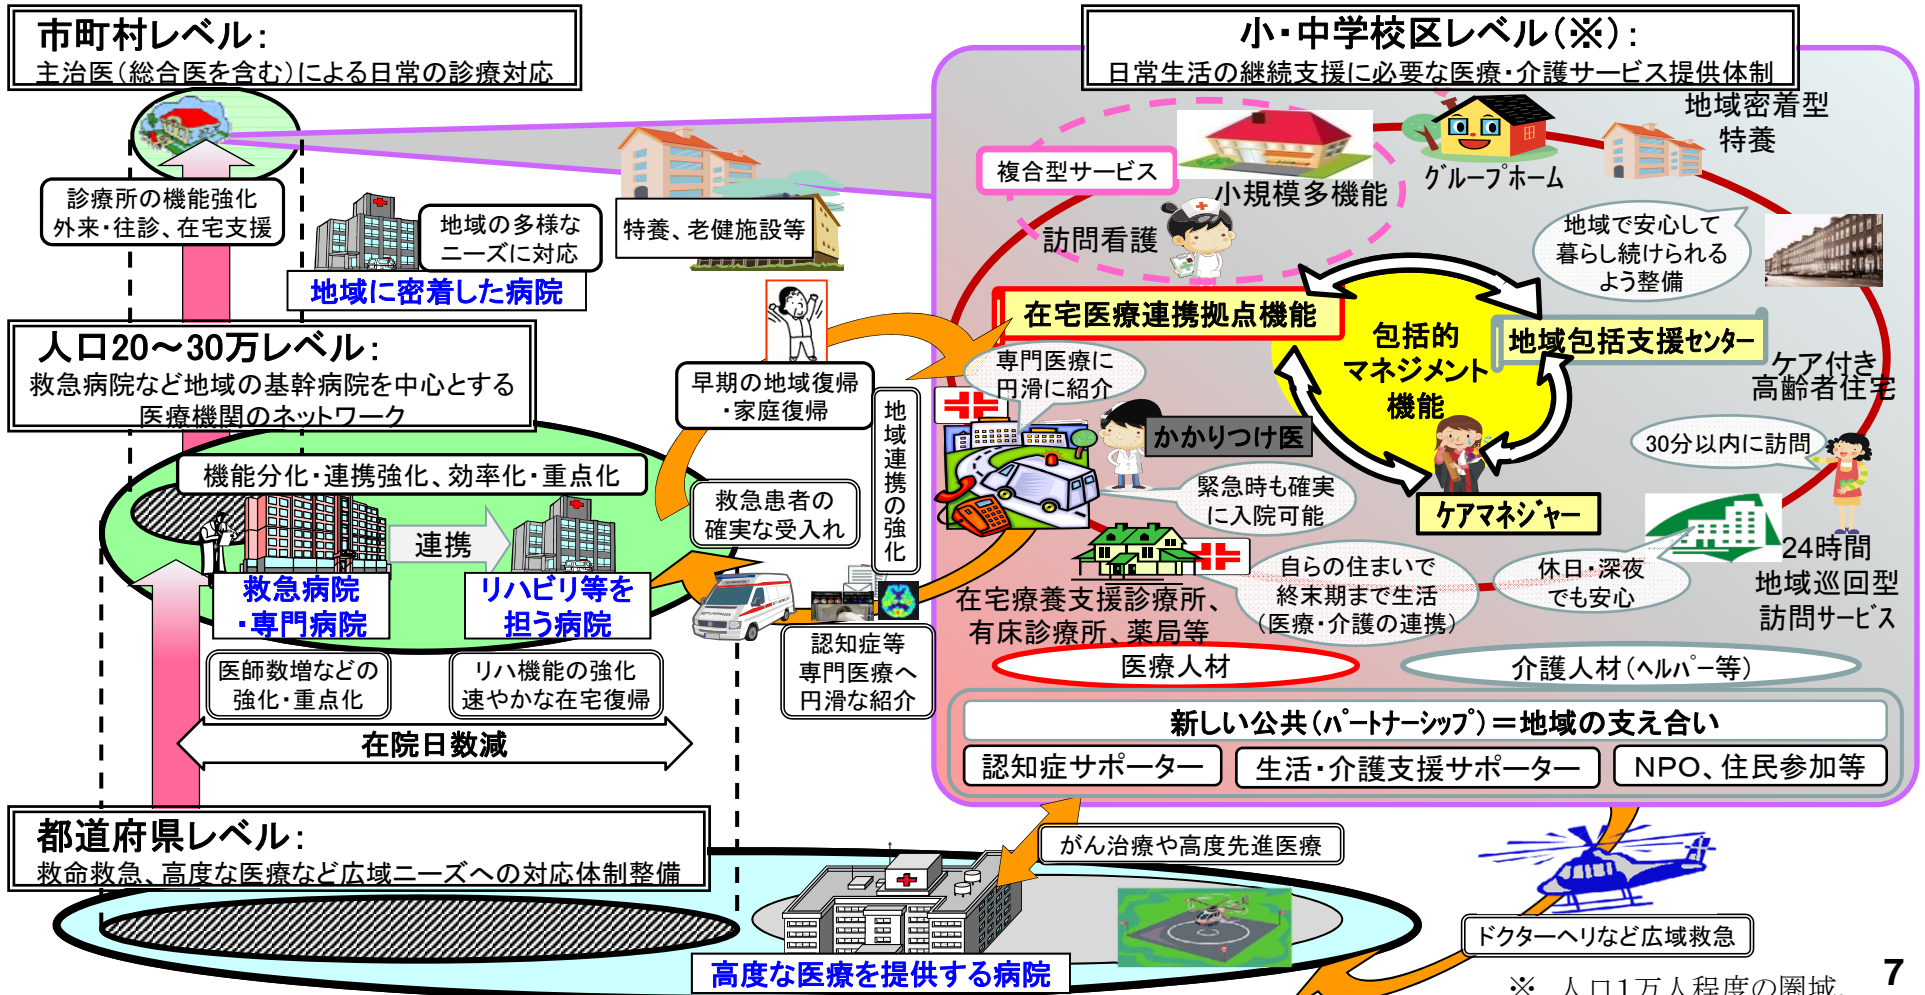 市町村レベル：
主治医（総合医を含む）による日常の診療対応
小・中学校区レベル（※）：
日常生活の継続支援に必要な医療・介護サービス提供体制
診療所の機能強化
外来・往診、在宅支援
地域の多様な
ニーズに対応
地域に密着した病院
特養、老健施設等
複合型サービス
小規模多機能
訪問看護
グループホーム
地域密着型
特養
地域で安心して
暮らし続けられる
よう整備
在宅医療連携拠点機能
包括的
マネジメント
機能
地域包括支援センター
ケア付き
高齢者住宅
専門医療に
円滑に紹介
かかりつけ医
緊急時も確実
に入院可能
ケアマネジャー
30分以内に訪問
24時間
地域巡回型
訪問サービス
休日・深夜
でも安心
自らの住まいで
終末期まで生活
（医療・介護の連携）
在宅療養支援診療所、
有床診療所、薬局等
医療人材
介護人材（ヘルパー等）
新しい公共（パートナーシップ）＝地域の支え合い
認知症サポーター
生活・介護支援サポーター
NPO、住民参加等
人口20～30万レベル：
救急病院など地域の基幹病院を中心とする
医療機関のネットワーク
早期の地域復帰
・家庭復帰
地域連携の強化
機能分化・連携強化、効率化・重点化
救急患者の
確実な受入れ
連携
救急病院
・専門病院
リハビリ等を
担う病院
医師数増などの
強化・重点化
リハ機能の強化
速やかな在宅復帰
認知症等
専門医療へ
円滑な紹介
在院日数減
都道府県レベル：
救命救急、高度な医療など広域ニーズへの対応体制整備
がん治療や高度先進医療
高度な医療を提供する病院
ドクターヘリなど広域救急
※ 人口1万人程度の圏域。
7